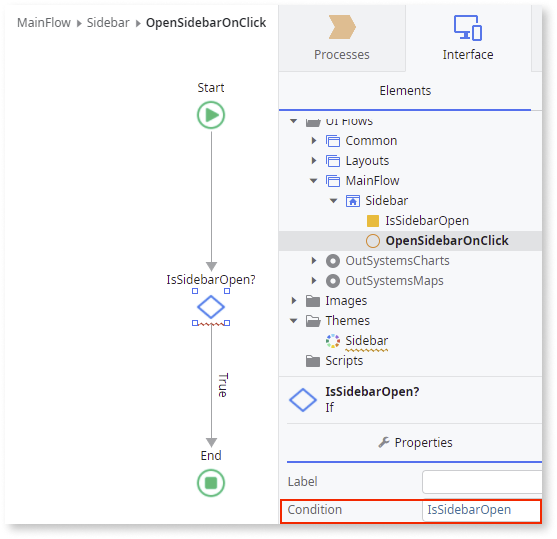 MainFlow > Sidebar > OpenSidebarOnClick
Start
IsSidebarOpen?
True
End
Processes
Interface
Elements
UI Flows
Common
Layouts
MainFlow
Sidebar
IsSidebarOpen
OpenSidebarOnClick
OutSystemsCharts
OutSystemsMaps
Images
Themes
Sidebar
Scripts
IsSidebarOpen?
If
Properties
Label
Condition IsSidebarOpen